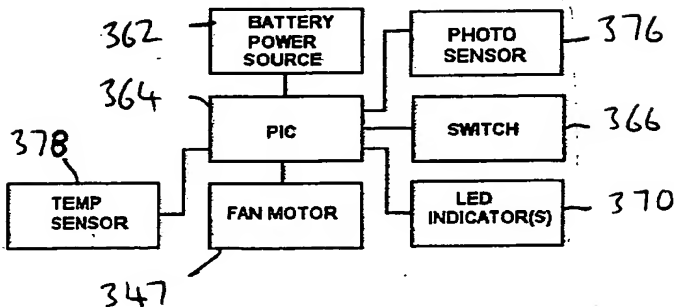 362
BATTERY
POWER
SOURCE
PHOTO
SENSOR
376
364
PIC
SWITCH
366
378
TEMP
SENSOR
FAN MOTOR
LED
INDICATOR(S)
370
347